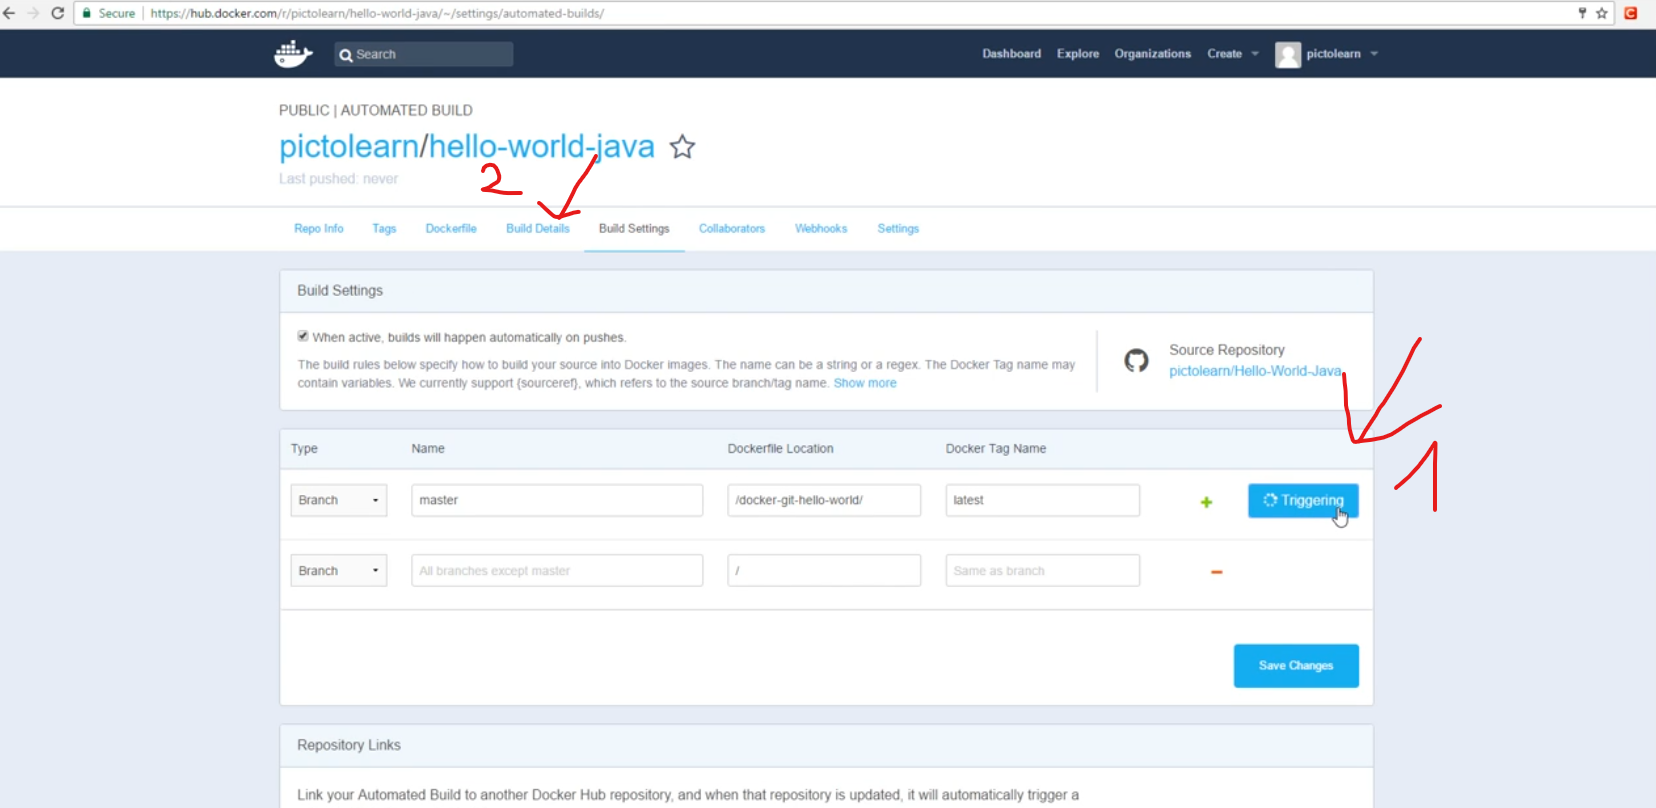 Secure | https://hub.docker.com/r/pictolearn/hello-world-java/~/settings/automated-builds/
Search Dashboard Explore Organizations Create pictolearn
PUBLIC | AUTOMATED BUILD
pictolearn/hello-world-java
Last pushed: never
2
Repo Info Tags Dockerfile Build Details Build Settings Collaborators Webhooks Settings
Build Settings
When active, builds will happen automatically on pushes.
The build rules below specify how to build your source into Docker images. The name can be a string or a regex. The Docker Tag name may
contain variables. We currently support {sourceref}, which refers to the source branch/tag name. Show more
Source Repository
pictolearn/Hello-World-Java
1
Type Name Dockerfile Location Docker Tag Name
Branch master /docker-git-hello-world/ latest + Triggering
Branch All branches except master / Same as branch −
Save Changes
Repository Links
Link your Automated Build to another Docker Hub repository, and when that repository is updated, it will automatically trigger a